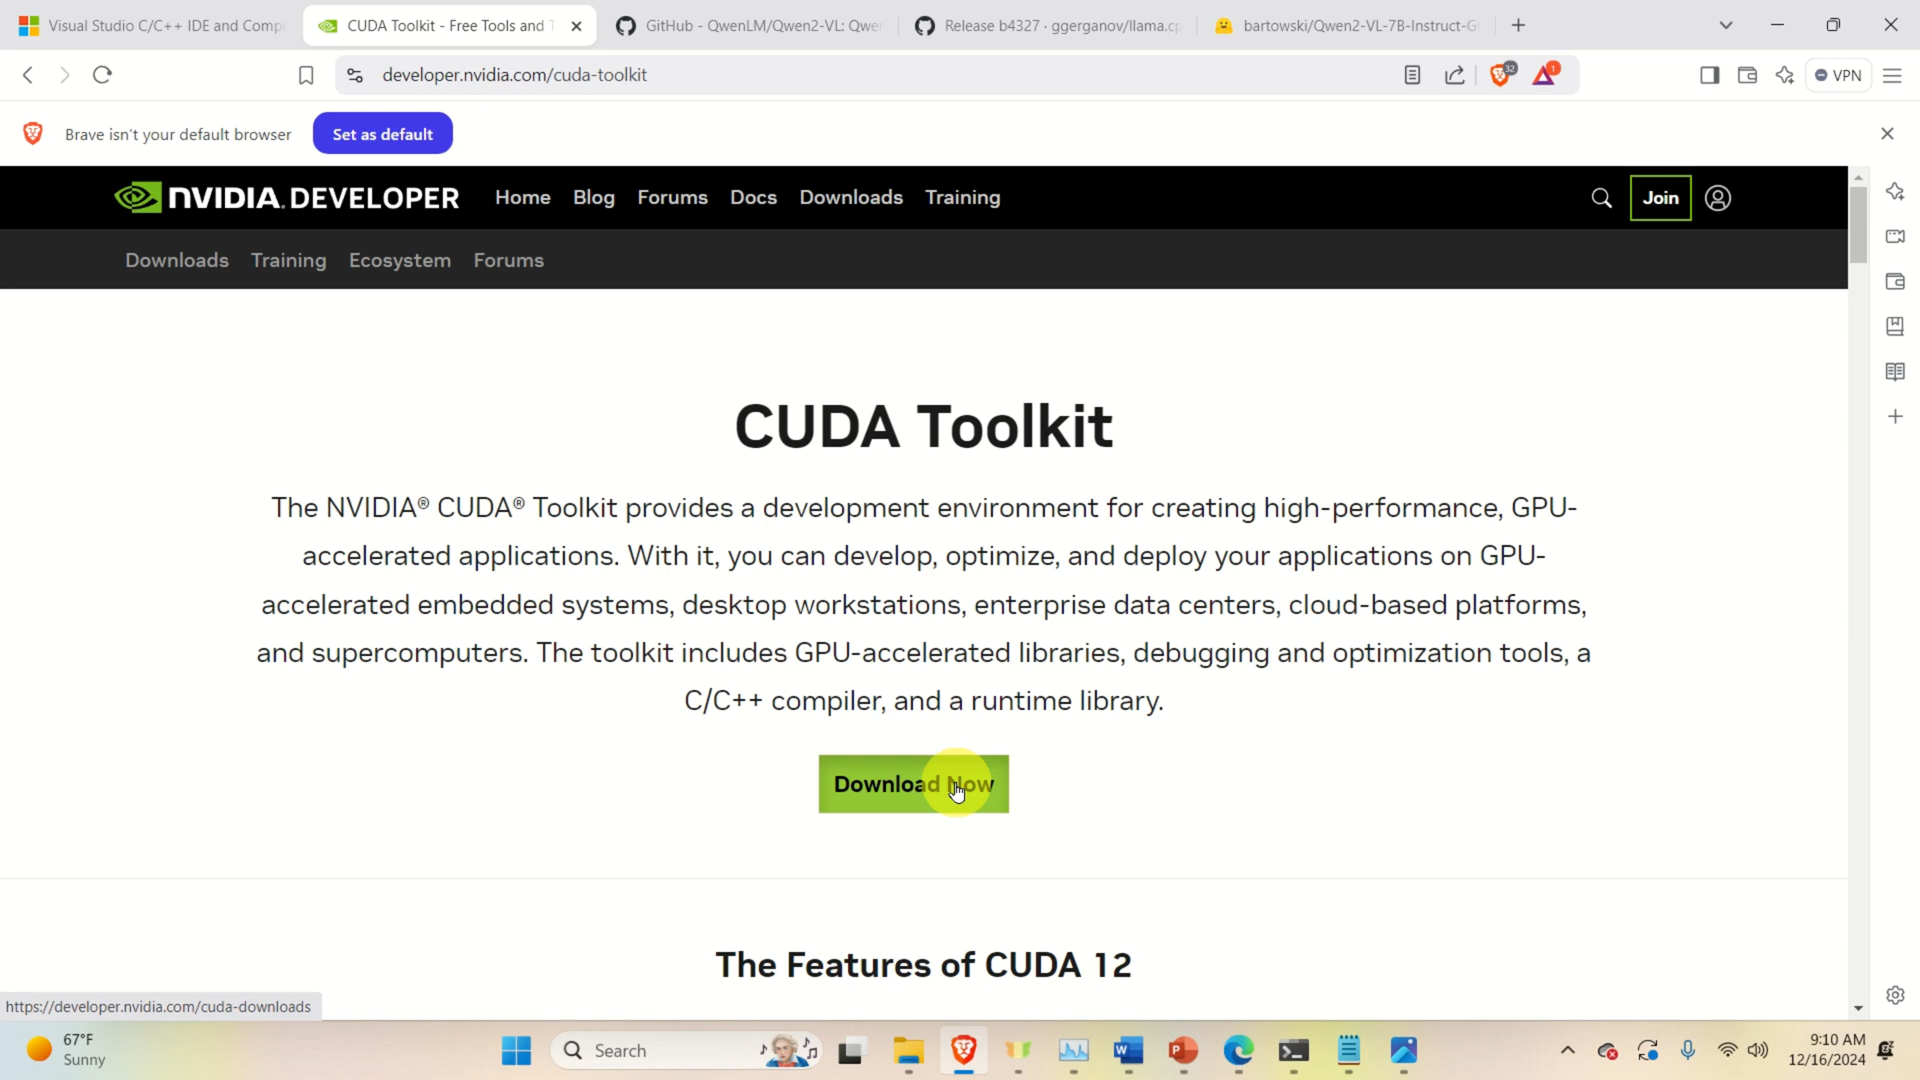 Visual Studio C/C++ IDE and Comp
CUDA Toolkit - Free Tools and T
GitHub - QwenLM/Qwen2-VL: Qwe
Release b4327 · ggerganov/llama.cp
bartowski/Qwen2-VL-7B-Instruct-G
developer.nvidia.com/cuda-toolkit
32
1
VPN
Brave isn't your default browser
Set as default
NVIDIA.DEVELOPER
Home
Blog
Forums
Docs
Downloads
Training
Join
Downloads
Training
Ecosystem
Forums
CUDA Toolkit
The NVIDIA® CUDA® Toolkit provides a development environment for creating high-performance, GPU-
accelerated applications. With it, you can develop, optimize, and deploy your applications on GPU-
accelerated embedded systems, desktop workstations, enterprise data centers, cloud-based platforms,
and supercomputers. The toolkit includes GPU-accelerated libraries, debugging and optimization tools, a
C/C++ compiler, and a runtime library.
Download Now
The Features of CUDA 12
https://developer.nvidia.com/cuda-downloads
67°F
Sunny
Search
9:10 AM
12/16/2024